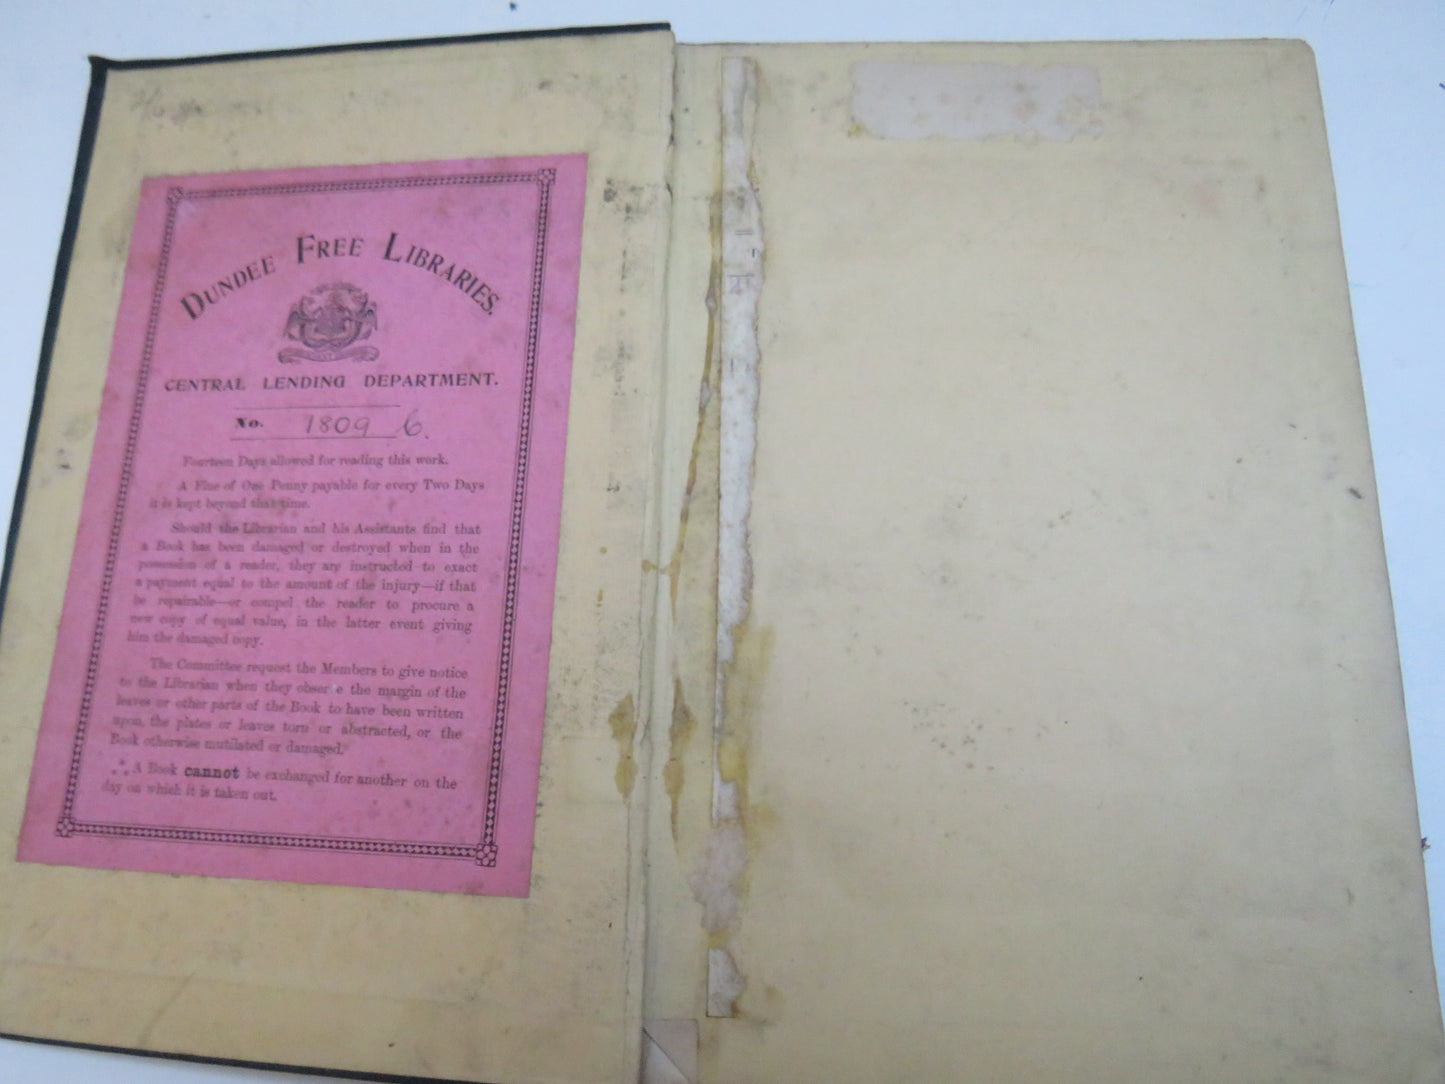 DUNDEE FREE LIBRARIES.
CENTRAL LENDING DEPARTMENT.
No. 1809 6.
Fourteen Days allowed for reading this work.
A Fine of One Penny payable for every Two Days
it is kept beyond that time.
Should the Librarian and his Assistants find that
a Book has been damaged or destroyed when in the
possession of a reader, they are instructed to exact
a payment equal to the amount of the injury—if that
be repairable—or compel the reader to procure a
new copy of equal value, in the latter event giving
him the damaged copy.
The Committee request the Members to give notice
to the Librarian when they observe the margin of the
leaves or other parts of the Book to have been written
upon, the plates or leaves torn or abstracted, or the
Book otherwise mutilated or damaged.
⁂ A Book cannot be exchanged for another on the
day on which it is taken out.